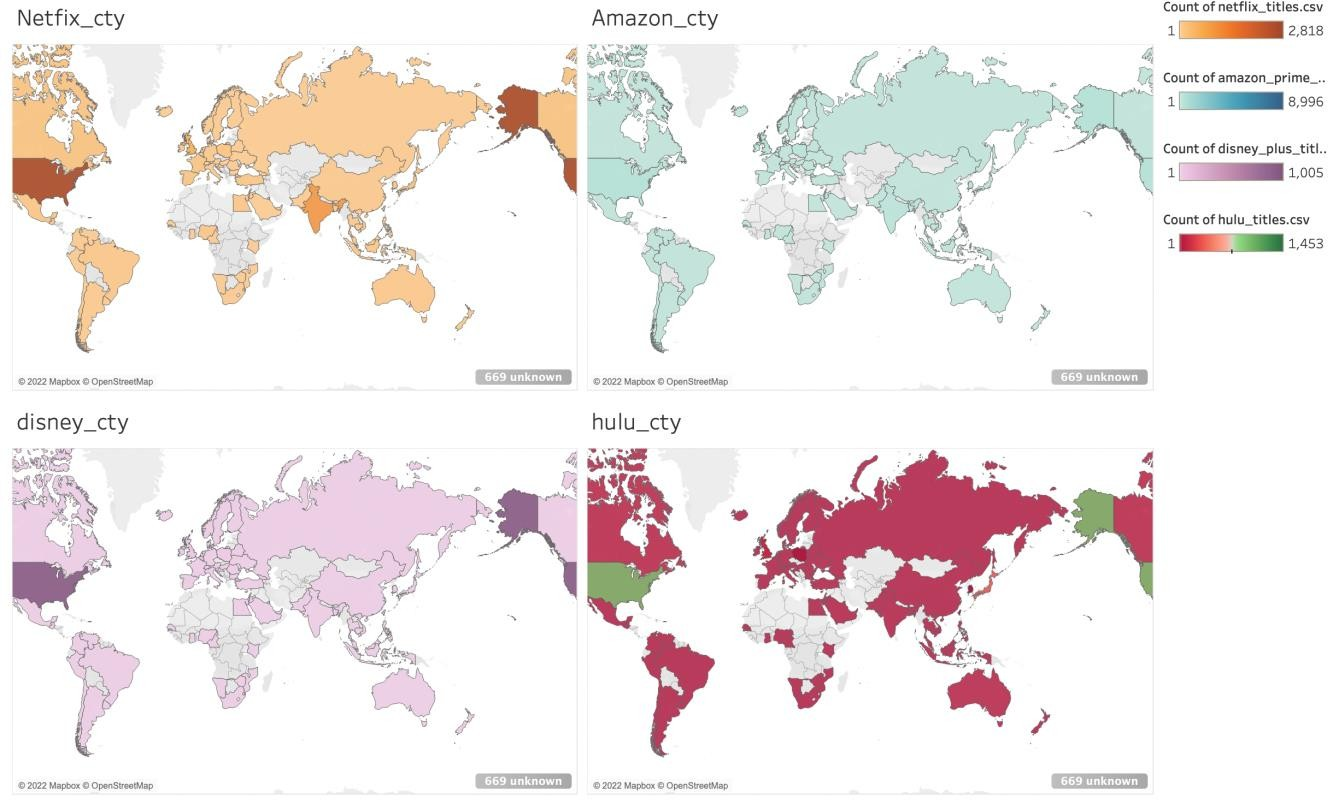 Netfix_cty
Amazon_cty
Count of netflix_titles.csv
1 2,818
Count of amazon_prime_..
1 8,996
Count of disney_plus_titl..
1 1,005
Count of hulu_titles.csv
1 1,453
© 2022 Mapbox © OpenStreetMap
669 unknown
© 2022 Mapbox © OpenStreetMap
669 unknown
disney_cty
hulu_cty
© 2022 Mapbox © OpenStreetMap
669 unknown
© 2022 Mapbox © OpenStreetMap
669 unknown